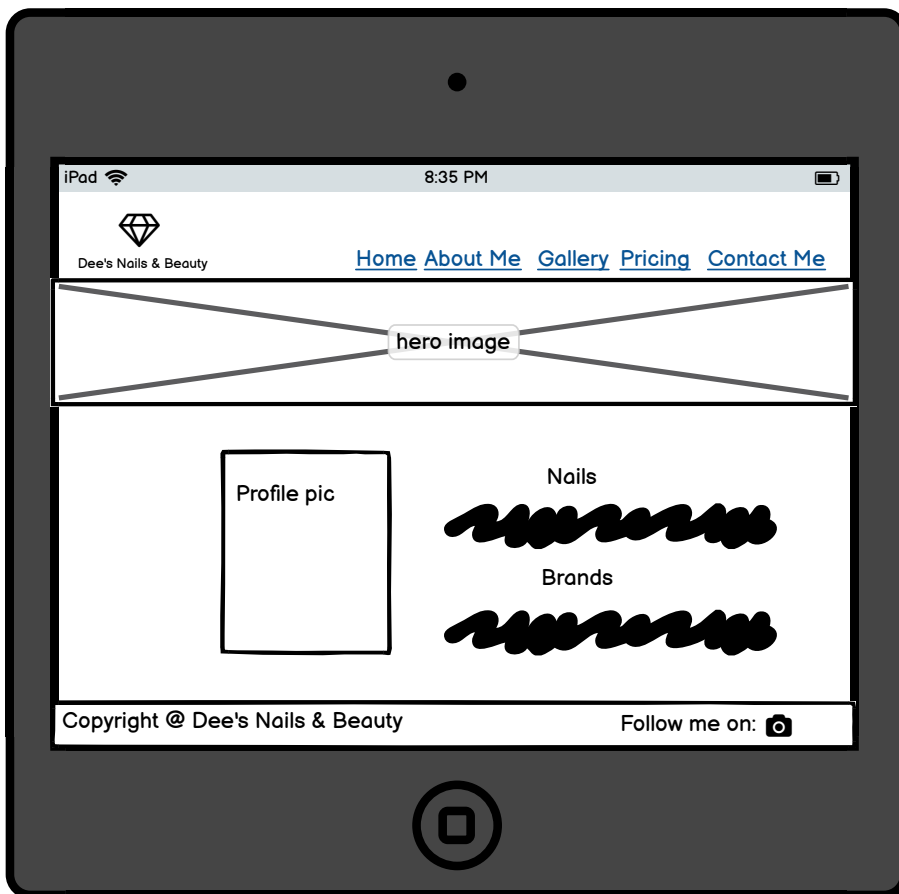 iPad
8:35 PM
Dee's Nails & Beauty
Home About Me Gallery Pricing Contact Me
hero image
Profile pic
Nails
Brands
Copyright @ Dee's Nails & Beauty
Follow me on: